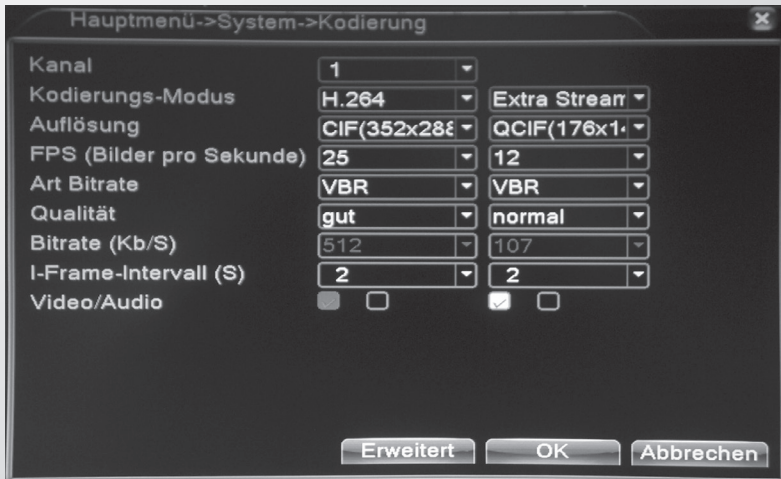 Hauptmenü->System->Kodierung
Kanal 1
Kodierungs-Modus H.264 Extra Stream
Auflösung CIF(352x288 QCIF(176x14
FPS (Bilder pro Sekunde) 25 12
Art Bitrate VBR VBR
Qualität gut normal
Bitrate (Kb/S) 512 107
I-Frame-Intervall (S) 2 2
Video/Audio
Erweitert OK Abbrechen